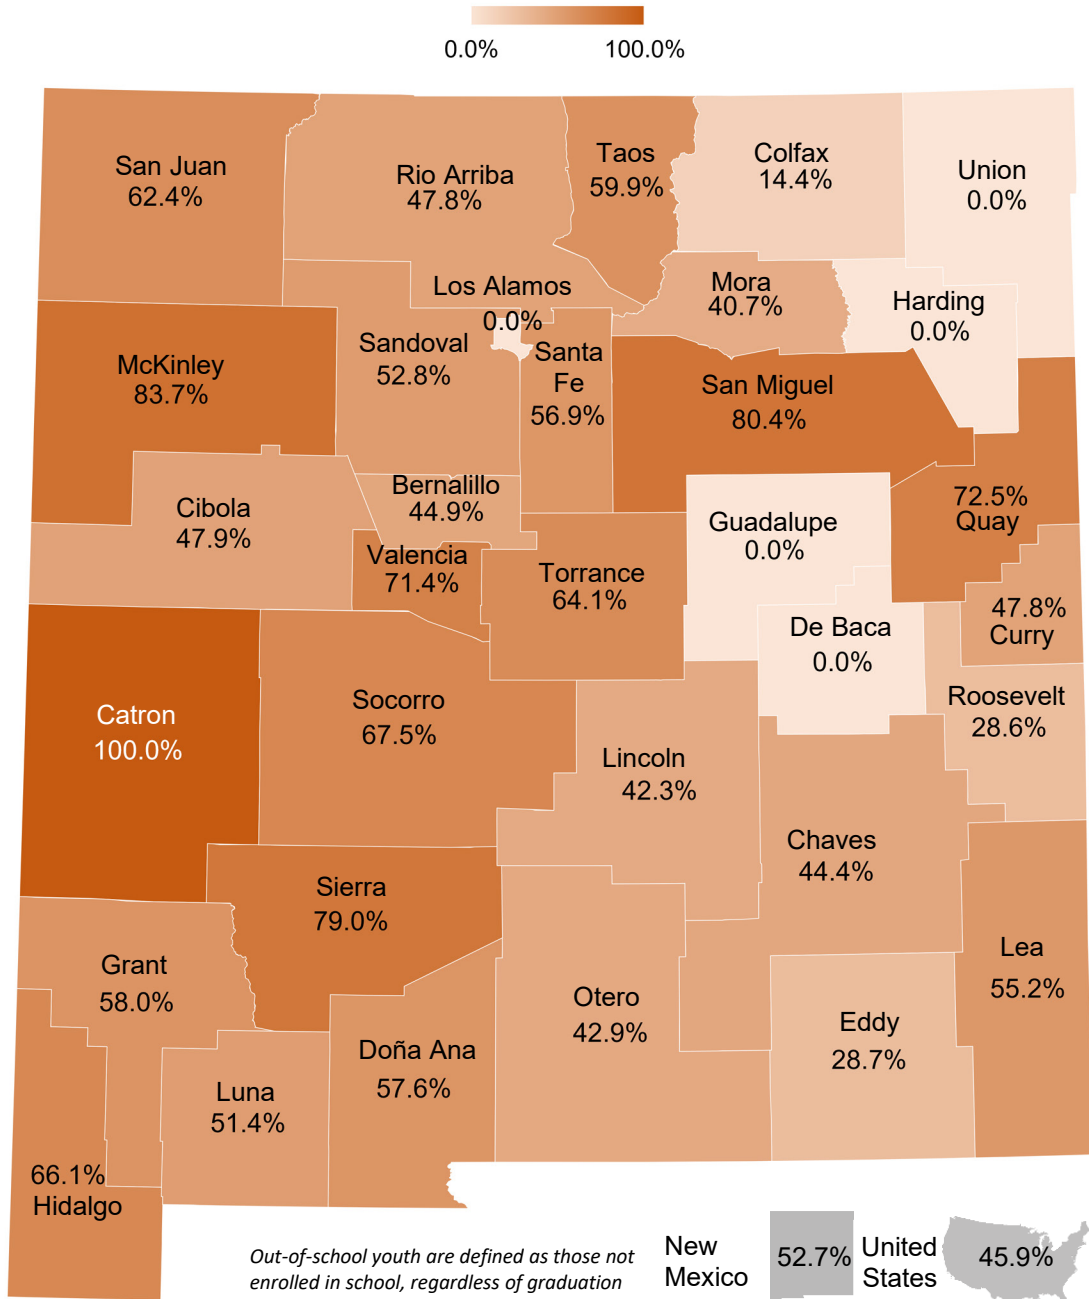 0.0%
100.0%
San Juan
62.4%
Rio Arriba
47.8%
Taos
59.9%
Colfax
14.4%
Union
0.0%
Los Alamos
0.0%
Mora
40.7%
Harding
0.0%
McKinley
83.7%
Sandoval
52.8%
Santa
Fe
56.9%
San Miguel
80.4%
Cibola
47.9%
Bernalillo
44.9%
Valencia
71.4%
Torrance
64.1%
Guadalupe
0.0%
72.5%
Quay
47.8%
Curry
De Baca
0.0%
Roosevelt
28.6%
Catron
100.0%
Socorro
67.5%
Lincoln
42.3%
Chaves
44.4%
Sierra
79.0%
Grant
58.0%
Lea
55.2%
Otero
42.9%
Eddy
28.7%
Doña Ana
57.6%
Luna
51.4%
66.1%
Hidalgo
Out-of-school youth are defined as those not
enrolled in school, regardless of graduation
New
Mexico
52.7%
United
States
45.9%